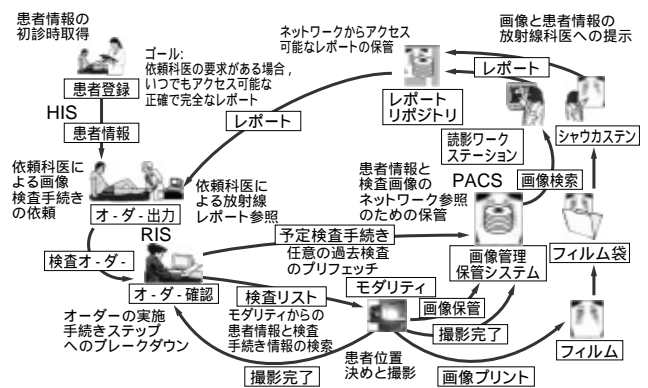 患者情報の
初診時取得
患者登録
HIS
患者情報
ゴール:
依頼科医の要求がある場合,
いつでもアクセス可能な
正確で完全なレポート
レポート
ネットワークからアクセス
可能なレポートの保管
レポート
リポジトリ
画像と患者情報の
放射線科医への提示
レポート
読影ワーク
ステーション
シャウカステン
依頼科医に
よる画像
検査手続き
の依頼
オ-ダ-出力
依頼科医に
よる放射線
レポート参照
患者情報と
検査画像の
ネットワーク参照
のための保管
PACS
画像検索
RIS
検査オ-ダ-
オ-ダ-確認
予定検査手続き
任意の過去検査
のプリフェッチ
画像管理
保管システム
フィルム袋
オーダーの実施
手続きステップ
へのブレークダウン
検査リスト
モダリティからの
患者情報と検査
手続き情報の検索
モダリティ
画像保管
撮影完了
患者位置
決めと撮影
撮影完了
画像プリント
フィルム